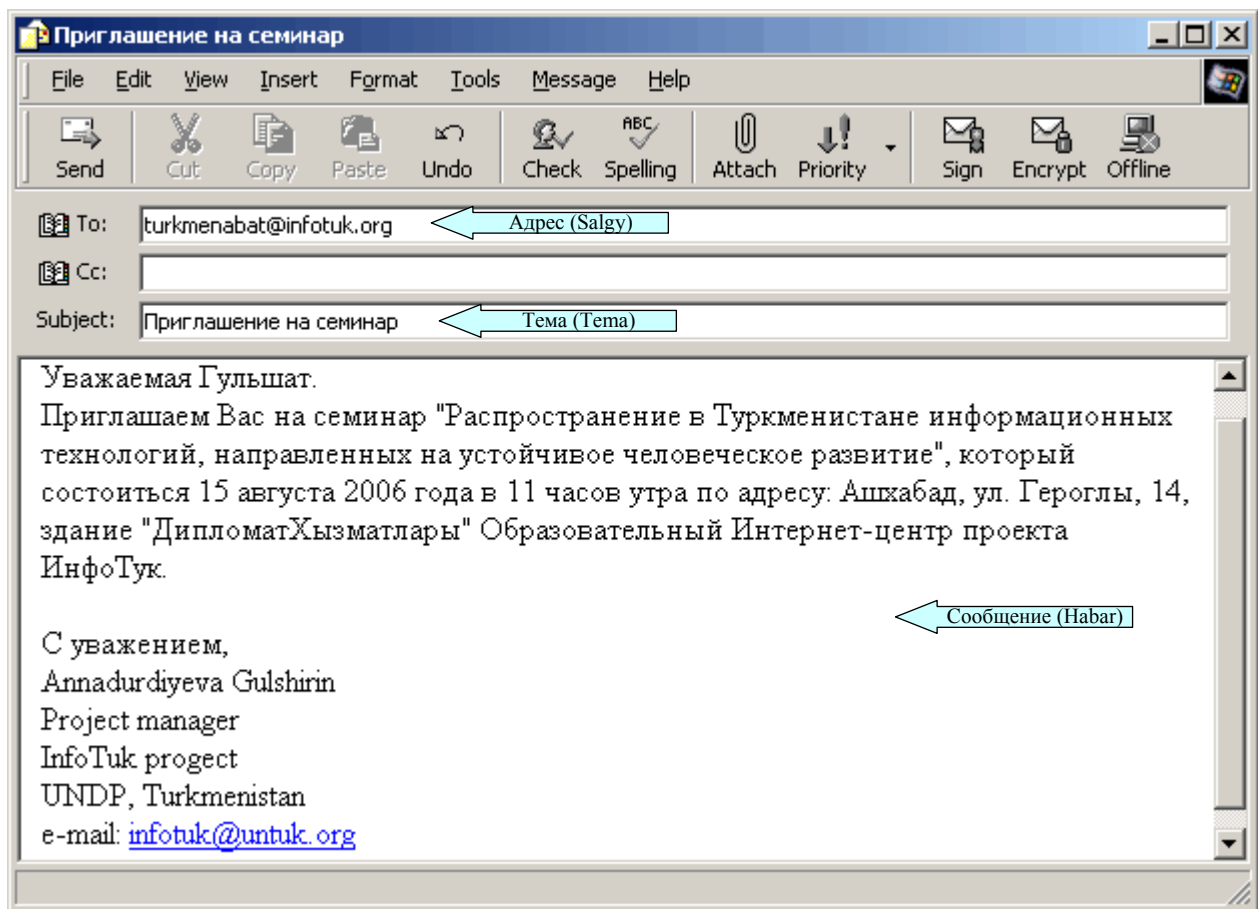 Приглашение на семинар
File Edit View Insert Format Tools Message Help
ABC
Send Cut Copy Paste Undo Check Spelling Attach Priority Sign Encrypt Offline
To: turkmenabat@infotuk.org Адрес (Salgy)
Cc:
Subject: Приглашение на семинар Тема (Tema)
Уважаемая Гульшат.
Приглашаем Вас на семинар "Распространение в Туркменистане информационных
технологий, направленных на устойчивое человеческое развитие", который
состоиться 15 августа 2006 года в 11 часов утра по адресу: Ашхабад, ул. Героглы, 14,
здание "ДипломатХызматлары" Образовательный Интернет-центр проекта
ИнфоТук.
Сообщение (Habar)
С уважением,
Annadurdiyeva Gulshirin
Project manager
InfoTuk progect
UNDP, Turkmenistan
e-mail: infotuk@untuk.org